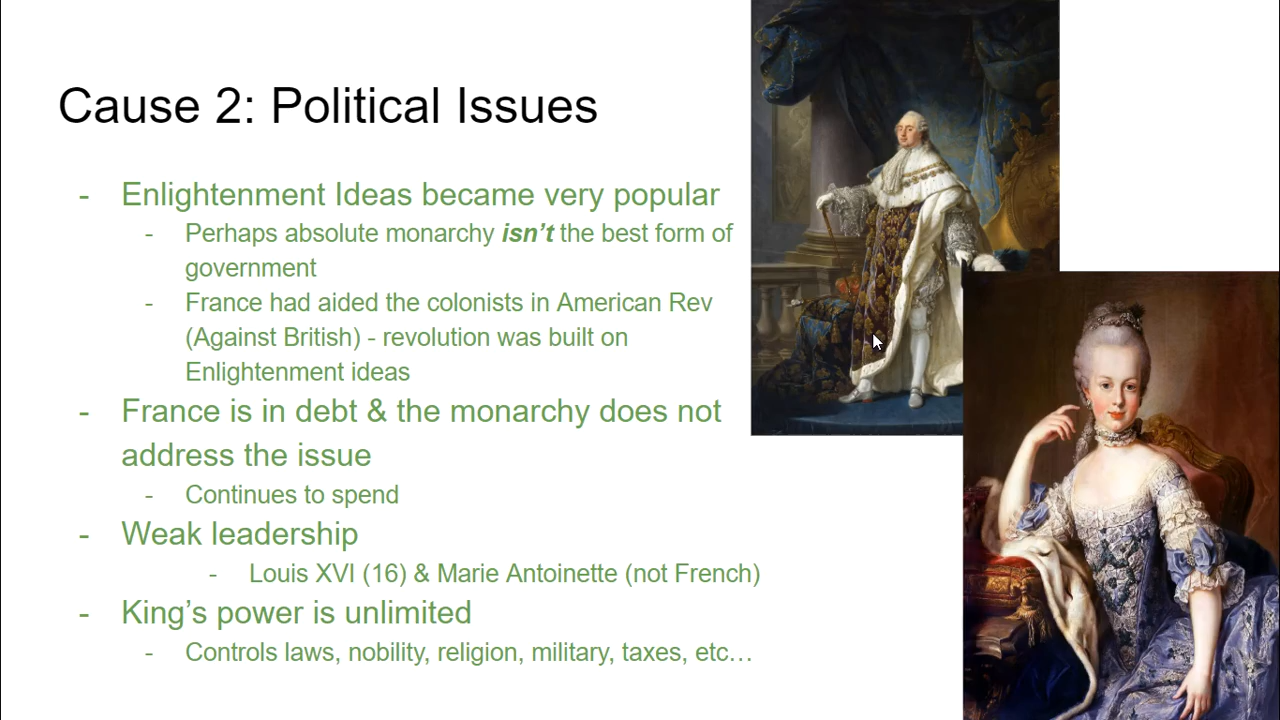 Cause 2: Political Issues
- Enlightenment Ideas became very popular
- Perhaps absolute monarchy isn't the best form of
government
- France had aided the colonists in American Rev
(Against British) - revolution was built on
Enlightenment ideas
- France is in debt & the monarchy does not
address the issue
- Continues to spend
- Weak leadership
- Louis XVI (16) & Marie Antoinette (not French)
- King's power is unlimited
- Controls laws, nobility, religion, military, taxes, etc…